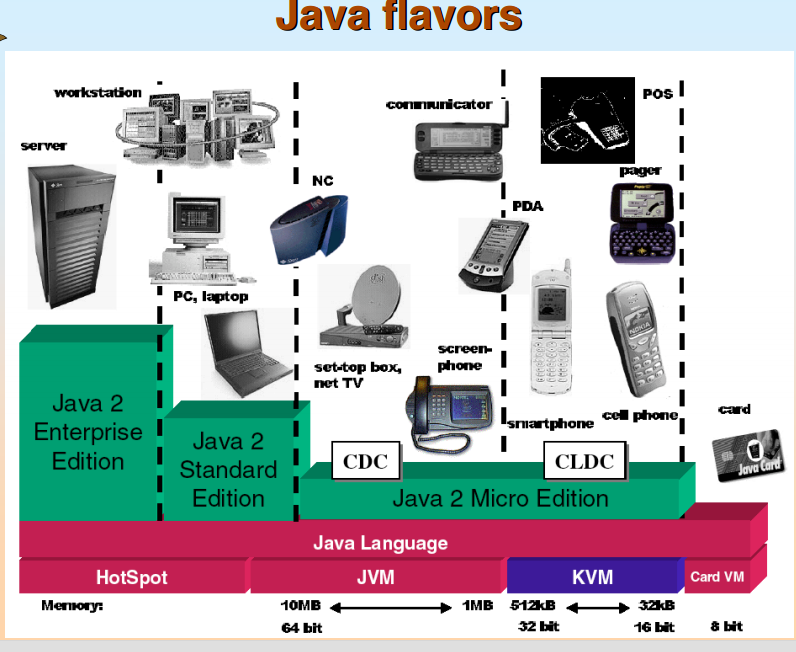 Java flavors
workstation
communicator
POS
server
pager
NC
PDA
PC, laptop
screen-
phone
set-top box,
net TV
NOKIA
smartphone
cell phone
card
Java Card
Java 2
Enterprise
Edition
Java 2
Standard
Edition
CDC
CLDC
Java 2 Micro Edition
Java Language
HotSpot
JVM
KVM
Card VM
Memory:
10MB
1MB
512kB
32kB
64 bit
32 bit
16 bit
8 bit